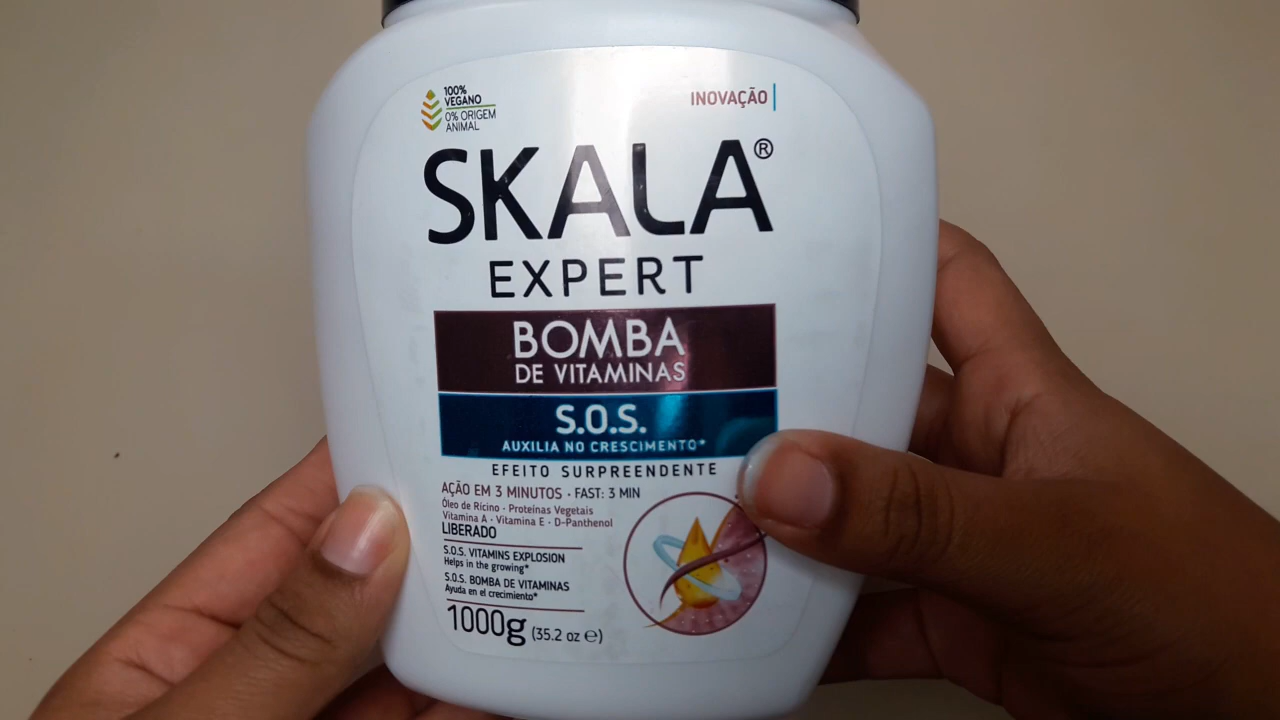 100%
VEGANO
0% ORIGEM
ANIMAL
INOVAÇÃO
SKALA®
EXPERT
BOMBA
DE VITAMINAS
S.O.S.
AUXILIA NO CRESCIMENTO*
EFEITO SURPREENDENTE
AÇÃO EM 3 MINUTOS · FAST: 3 MIN
Óleo de Rícino · Proteínas Vegetais
Vitamina A · Vitamina E · D-Panthenol
LIBERADO
S.O.S. VITAMINS EXPLOSION
Helps in the growing*
S.O.S. BOMBA DE VITAMINAS
Ayuda en el crecimiento*
1000g (35.2 oz ℮)